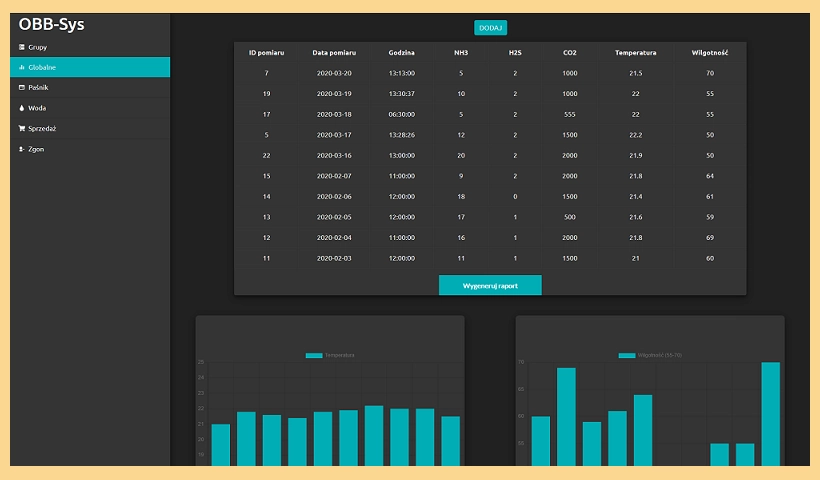 OBB-Sys
Grupy
Globalne
Paśnik
Woda
Sprzedaż
Zgon
DODAJ
ID pomiaru Data pomiaru Godzina NH3 H2S CO2 Temperatura Wilgotność
7 2020-03-20 13:13:00 5 2 1000 21.5 70
19 2020-03-19 13:30:37 10 2 1000 22 55
17 2020-03-18 06:30:00 5 2 555 22 55
5 2020-03-17 13:28:26 12 2 1500 22.2 50
22 2020-03-16 13:00:00 20 2 2000 21.9 50
15 2020-02-07 11:00:00 9 2 2000 21.8 64
14 2020-02-06 12:00:00 18 0 1500 21.4 61
13 2020-02-05 12:00:00 17 1 500 21.6 59
12 2020-02-04 11:00:00 16 1 2000 21.8 69
11 2020-02-03 12:00:00 11 1 1500 21 60
Wygeneruj raport
Temperatura
25
24
23
22
21
20
19
Wilgotność (55-70)
70
65
60
55